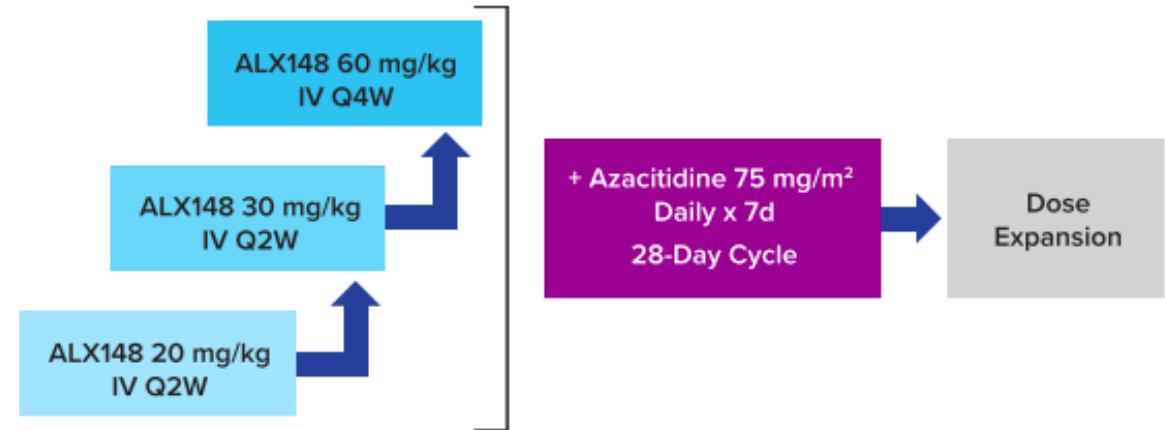 ALX148 60 mg/kg
IV Q4W
ALX148 30 mg/kg
IV Q2W
ALX148 20 mg/kg
IV Q2W
+ Azacitidine 75 mg/m²
Daily x 7d
28-Day Cycle
Dose
Expansion